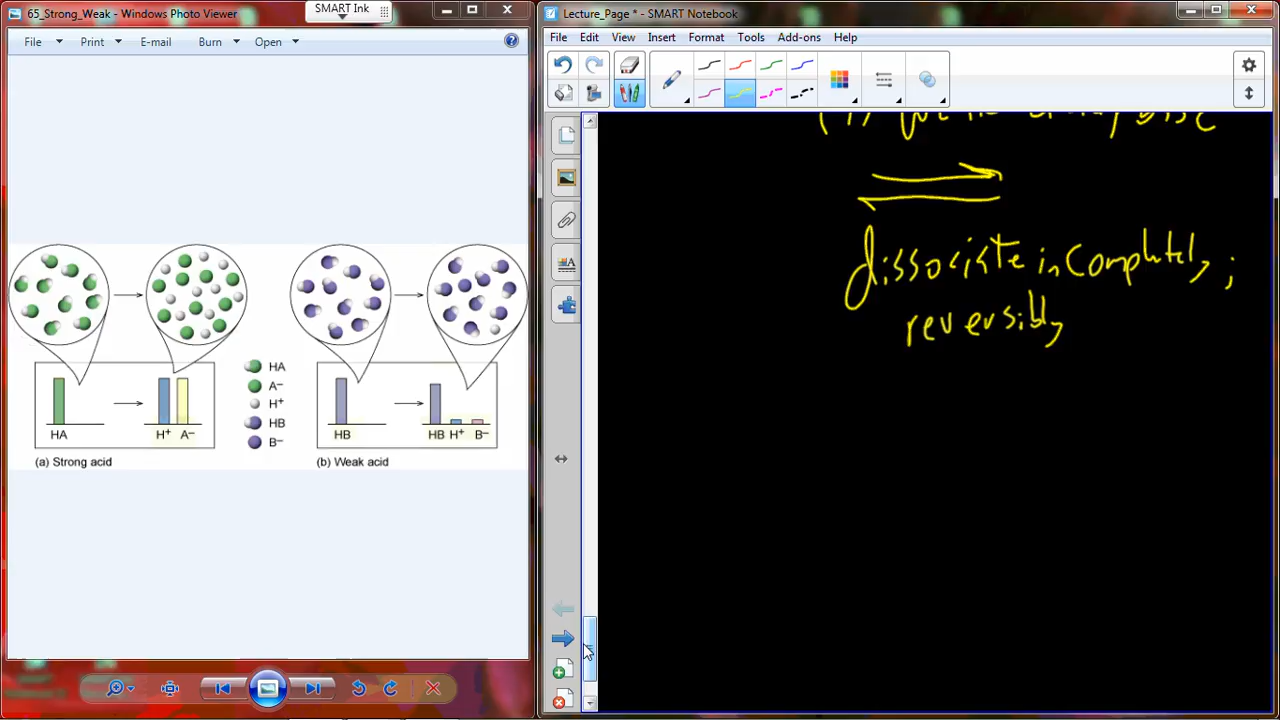 65_Strong_Weak - Windows Photo Viewer
SMART Ink
File Print E-mail Burn Open
HA
H+ A−
(a) Strong acid
HA
A−
H+
HB
B−
HB
HB H+ B−
(b) Weak acid
Lecture_Page * - SMART Notebook
File Edit View Insert Format Tools Add-ons Help
dissociate incompletely ;
reversibly